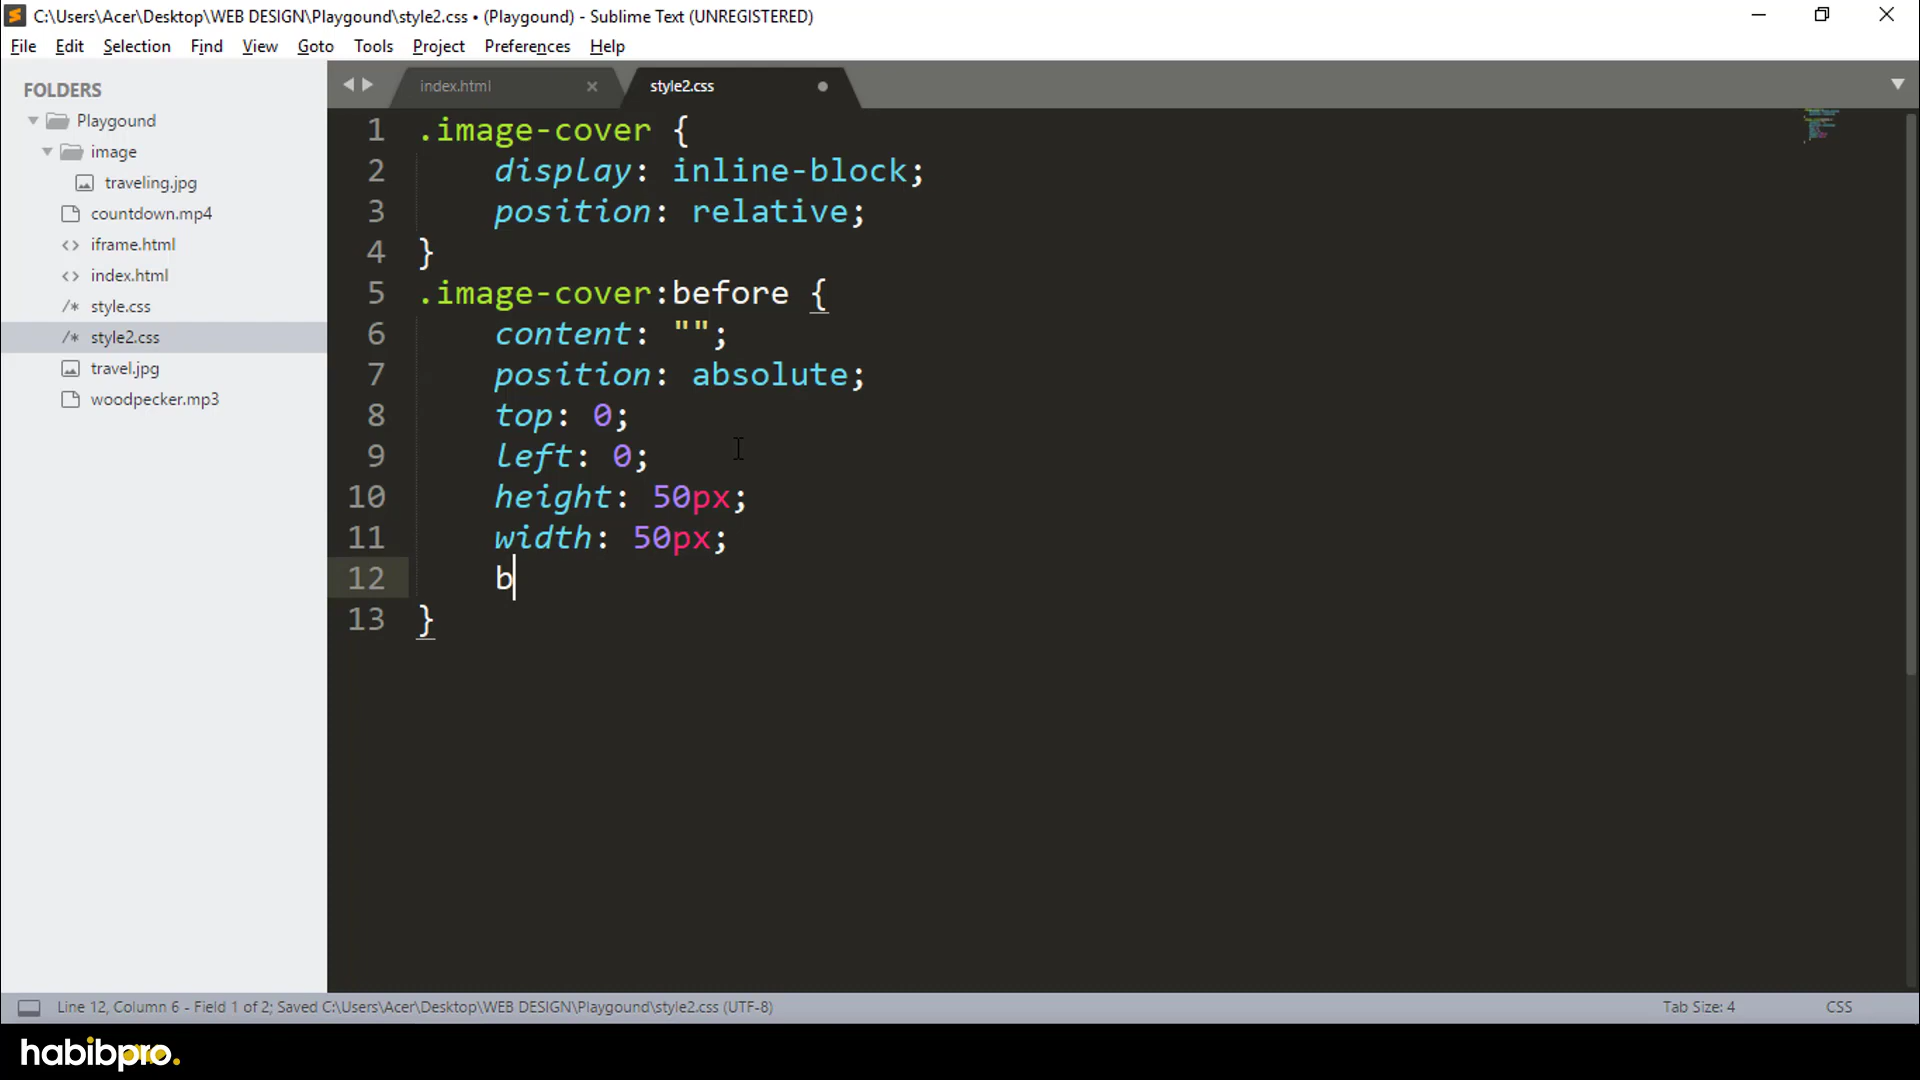 C:\Users\Acer\Desktop\WEB DESIGN\Playgound\style2.css • (Playgound) - Sublime Text (UNREGISTERED)
File Edit Selection Find View Goto Tools Project Preferences Help
FOLDERS
Playgound
image
traveling.jpg
countdown.mp4
<> iframe.html
<> index.html
/* style.css
/* style2.css
travel.jpg
woodpecker.mp3
index.html × style2.css
1 .image-cover {
2 display: inline-block;
3 position: relative;
4 }
5 .image-cover:before {
6 content: "";
7 position: absolute;
8 top: 0;
9 left: 0;
10 height: 50px;
11 width: 50px;
12 b
13 }
Line 12, Column 6 - Field 1 of 2; Saved C:\Users\Acer\Desktop\WEB DESIGN\Playgound\style2.css (UTF-8) Tab Size: 4 CSS
habibpro.